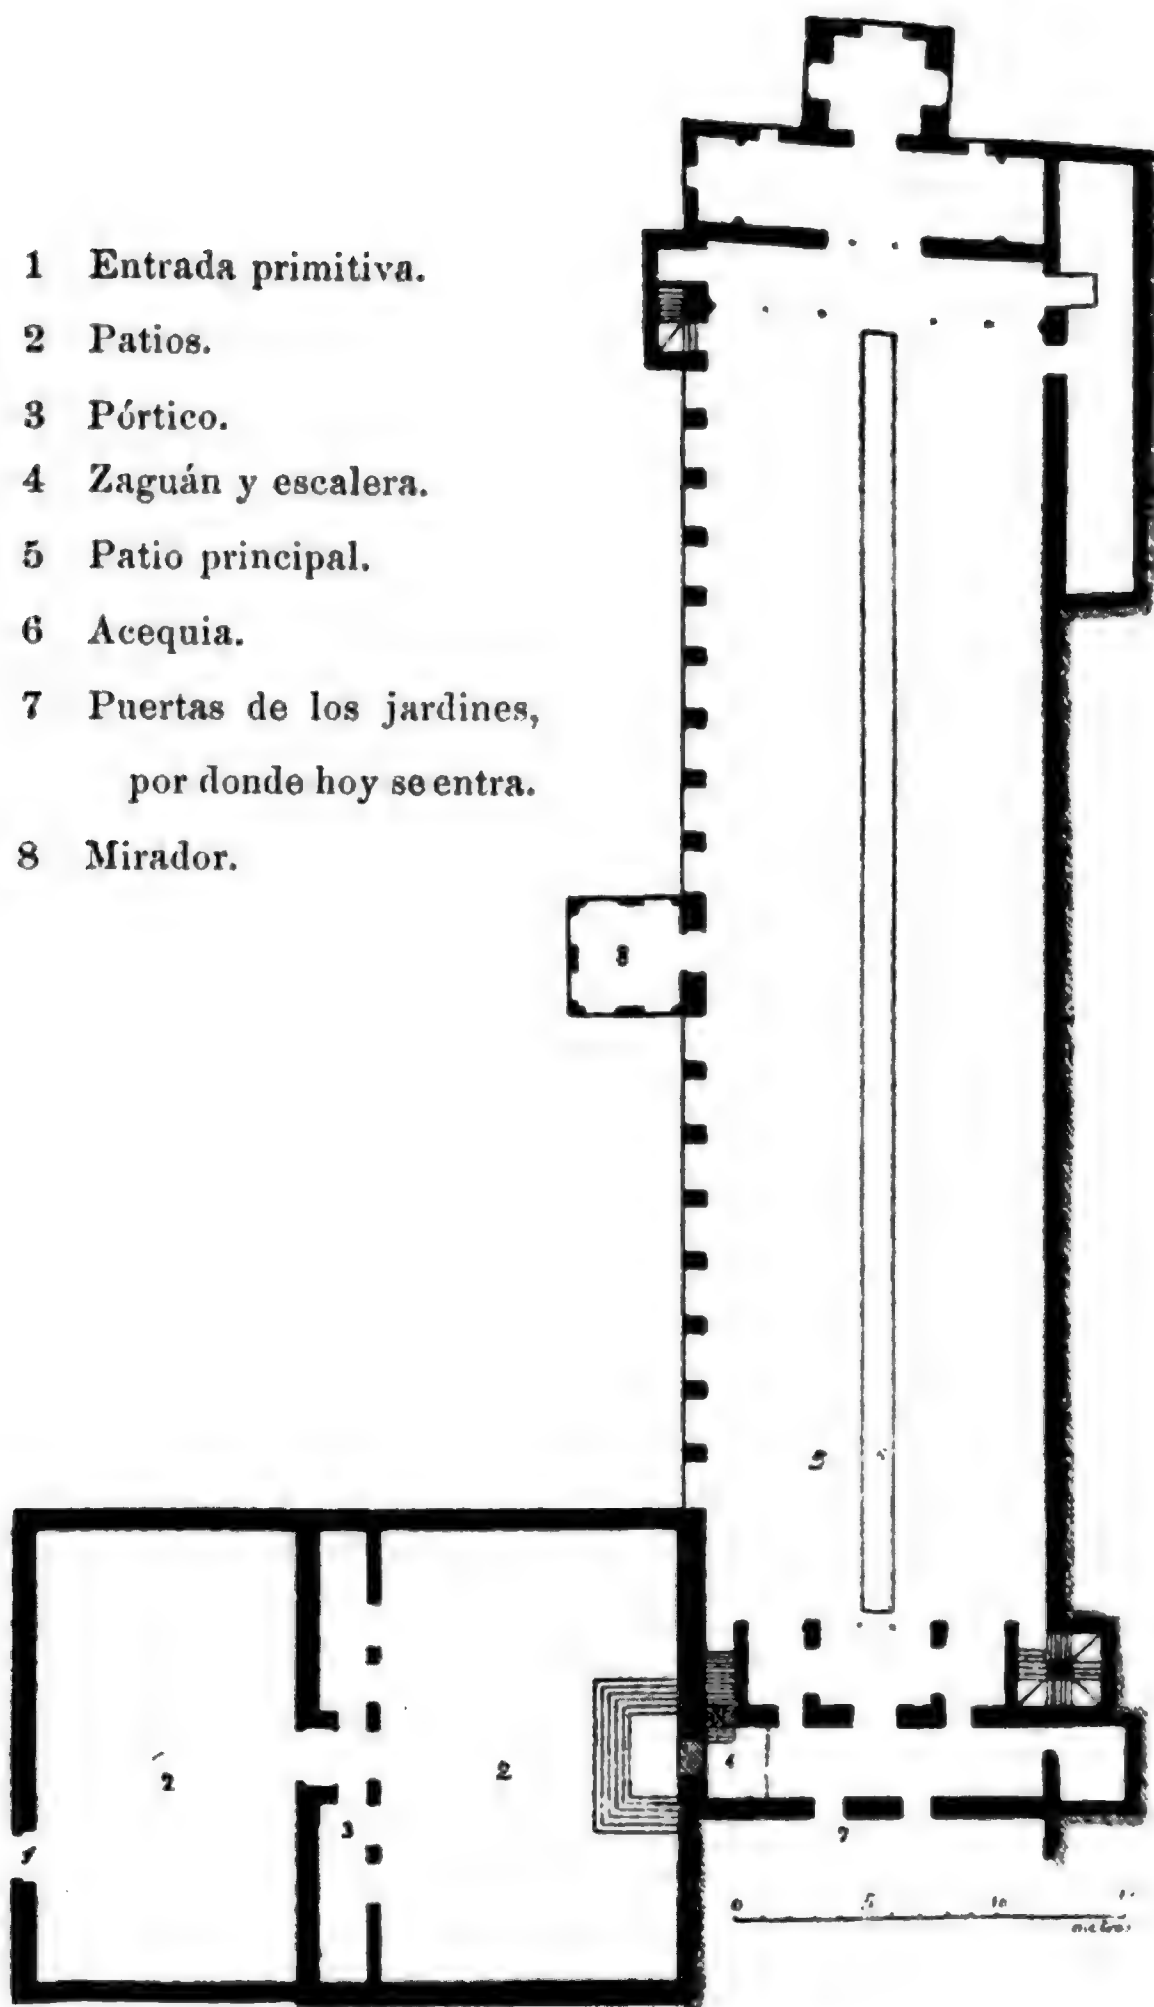 1 Entrada primitiva.
2 Patios.
3 Pórtico.
4 Zaguán y escalera.
5 Patio principal.
6 Acequia.
7 Puertas de los jardines,
por donde hoy se entra.
8 Mirador.
8
5
2
2
4
3
7
1
0 5 10
metros